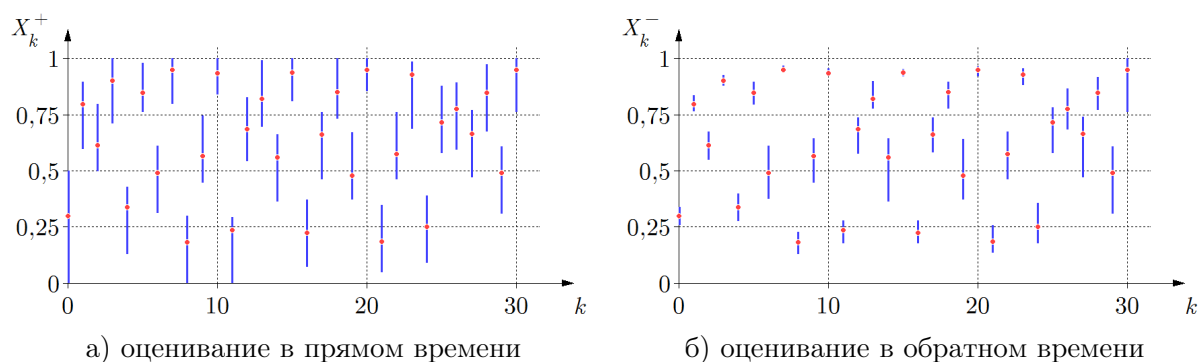 X_k^+
1
0,75
0,5
0,25
0
0 10 20 30 k
а) оценивание в прямом времени
X_k^-
1
0,75
0,5
0,25
0
0 10 20 30 k
б) оценивание в обратном времени